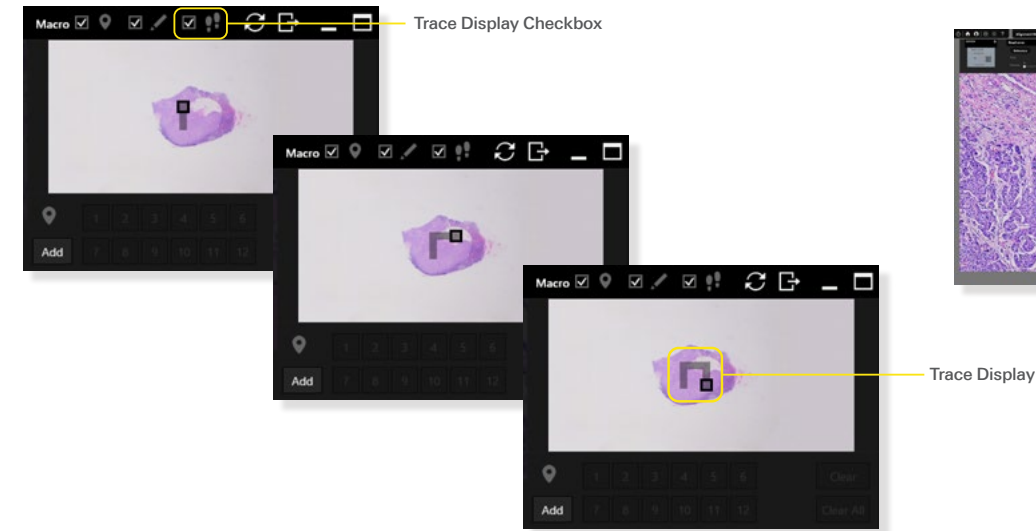 Macro
Trace Display Checkbox
1 2 3 4 5 6
Add 7 8 9 10 11 12
Macro
1 2 3 4 5 6
Add 7 8 9 10 11 12
Macro
Trace Display
1 2 3 4 5 6 Clear
Add 7 8 9 10 11 12 Clear All